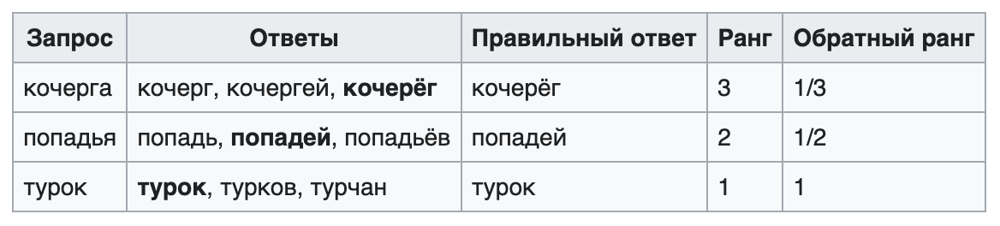 Запрос Ответы Правильный ответ Ранг Обратный ранг
кочерга кочерг, кочергей, кочерёг кочерёг 3 1/3
попадья попадь, попадей, попадьёв попадей 2 1/2
турок турок, турков, турчан турок 1 1